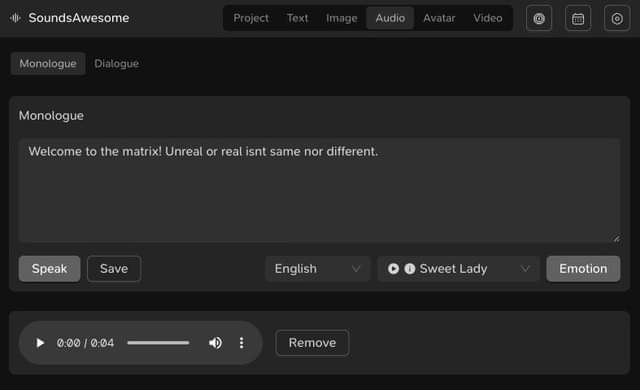 SoundsAwesome
Project Text Image Audio Avatar Video
Monologue Dialogue
Monologue
Welcome to the matrix! Unreal or real isnt same nor different.
Speak Save English Sweet Lady Emotion
0:00 / 0:04 Remove